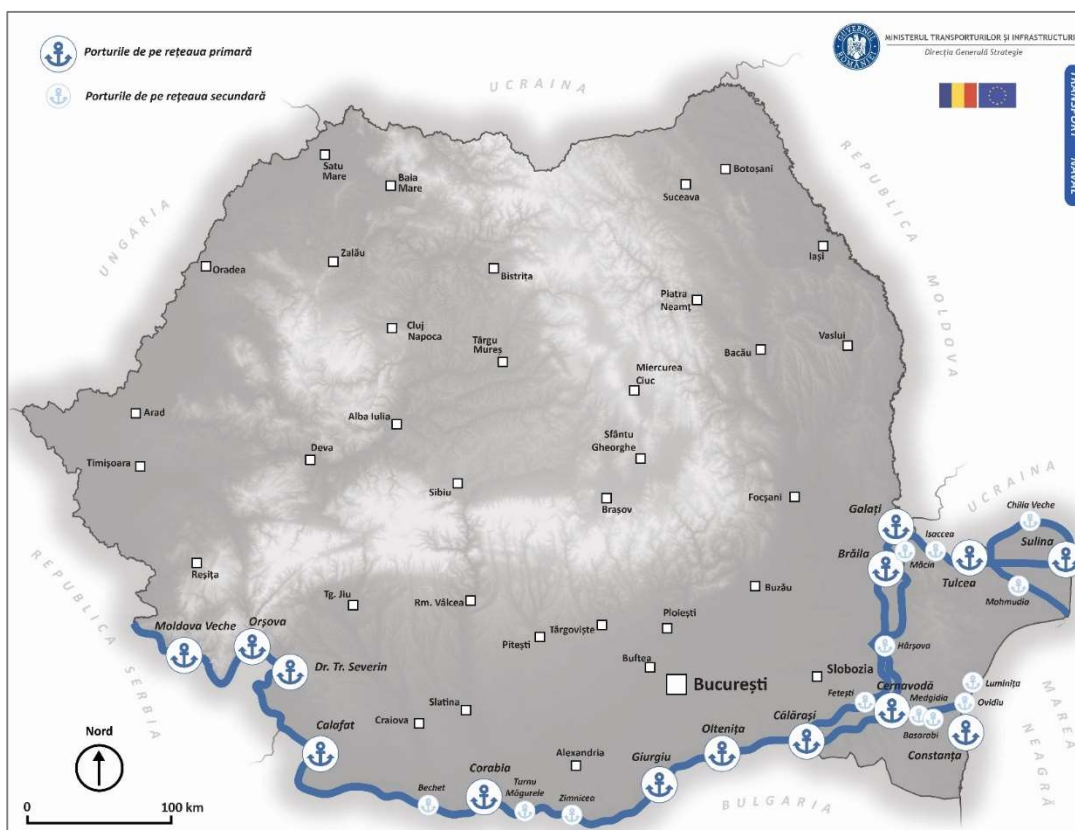 Porturile de pe rețeaua primară
Porturile de pe rețeaua secundară
GUVERNUL
ROMÂNIEI
MINISTERUL TRANSPORTURILOR ȘI INFRASTRUCTURII
Direcția Generală Strategie
TRANSPORT NAVAL
UCRAINA
UNGARIA
REPUBLICA
MOLDOVA
Satu
Mare
Baia
Mare
Botoșani
Suceava
Oradea
Zalău
Bistrița
Iași
Piatra
Neamț
Cluj
Napoca
Târgu
Mureș
Bacău
Vaslui
Miercurea
Ciuc
Arad
Alba Iulia
Timișoara
Deva
Sfântu
Gheorghe
Sibiu
Brașov
Focșani
UCRAINA
Galați
Chilia Veche
Isaccea
Sulina
Brăila
Măcin
Tulcea
Mahmudia
Reșița
Tg. Jiu
Rm. Vâlcea
Buzău
Ploiești
Târgoviște
Pitești
Moldova Veche
Orșova
Dr. Tr. Severin
REPUBLICA SERBIA
Buftea
București
Slobozia
Hârșova
Fetești
Cernavodă
Medgidia
Luminița
Ovidiu
Basarabi
Constanța
MAREA
NEAGRĂ
Slatina
Craiova
Calafat
Călărași
Oltenița
Giurgiu
Alexandria
Corabia
Bechet
Turnu
Măgurele
Zimnicea
BULGARIA
Nord
0 100 km